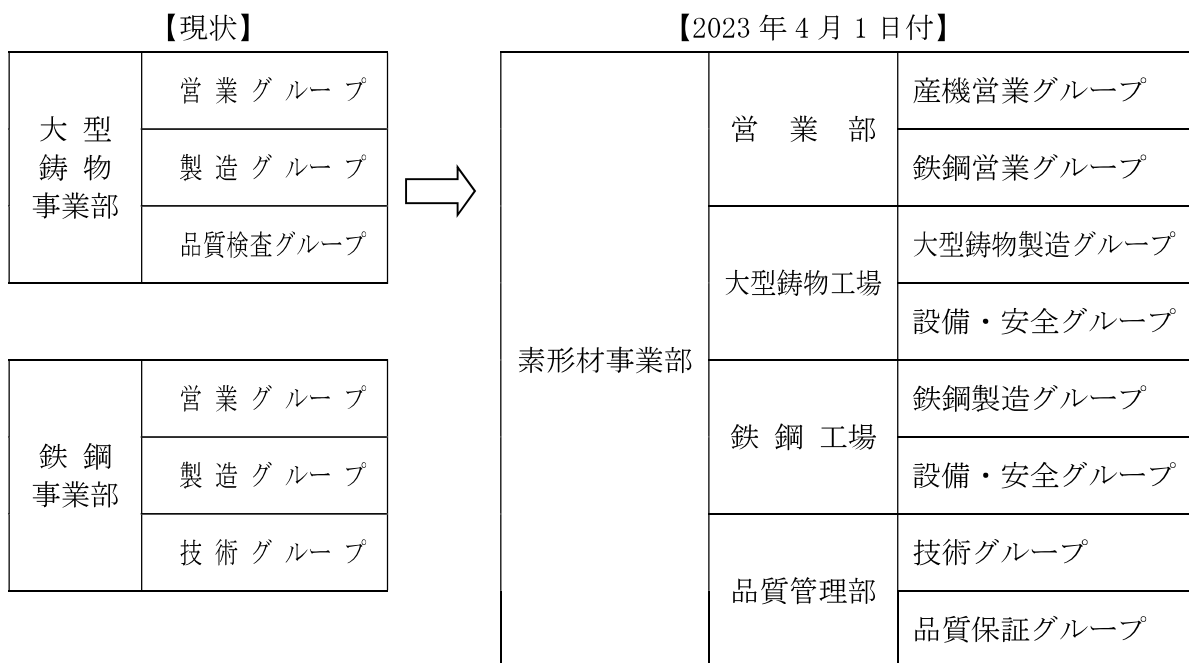 【現状】
大型
鋳物
事業部
営業グループ
製造グループ
品質検査グループ
鉄鋼
事業部
営業グループ
製造グループ
技術グループ
【2023年4月1日付】
素形材事業部
営業部
産機営業グループ
鉄鋼営業グループ
大型鋳物工場
大型鋳物製造グループ
設備・安全グループ
鉄鋼工場
鉄鋼製造グループ
設備・安全グループ
品質管理部
技術グループ
品質保証グループ